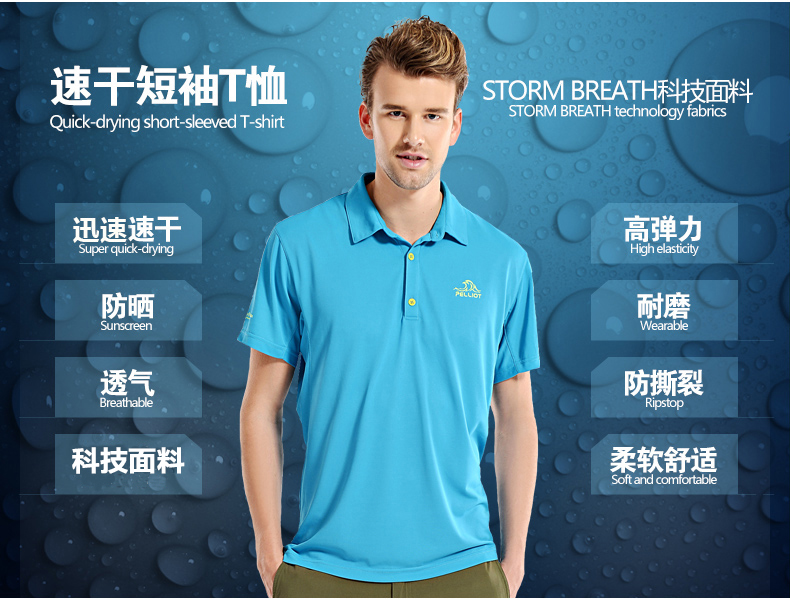 速干短袖T恤
Quick-drying short-sleeved T-shirt
STORM BREATH科技面料
STORM BREATH technology fabrics
迅速速干
Super quick-drying
防晒
Sunscreen
透气
Breathable
科技面料
高弹力
High elasticity
耐磨
Wearable
防撕裂
Ripstop
柔软舒适
Soft and comfortable
PELLIOT